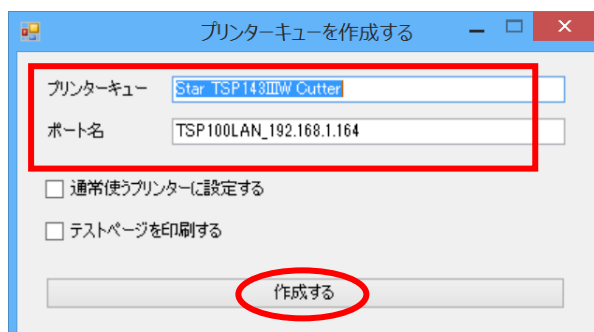 プリンターキューを作成する
プリンターキュー Star TSP143ⅢW Cutter
ポート名 TSP100LAN_192.168.1.164
通常使うプリンターに設定する
テストページを印刷する
作成する